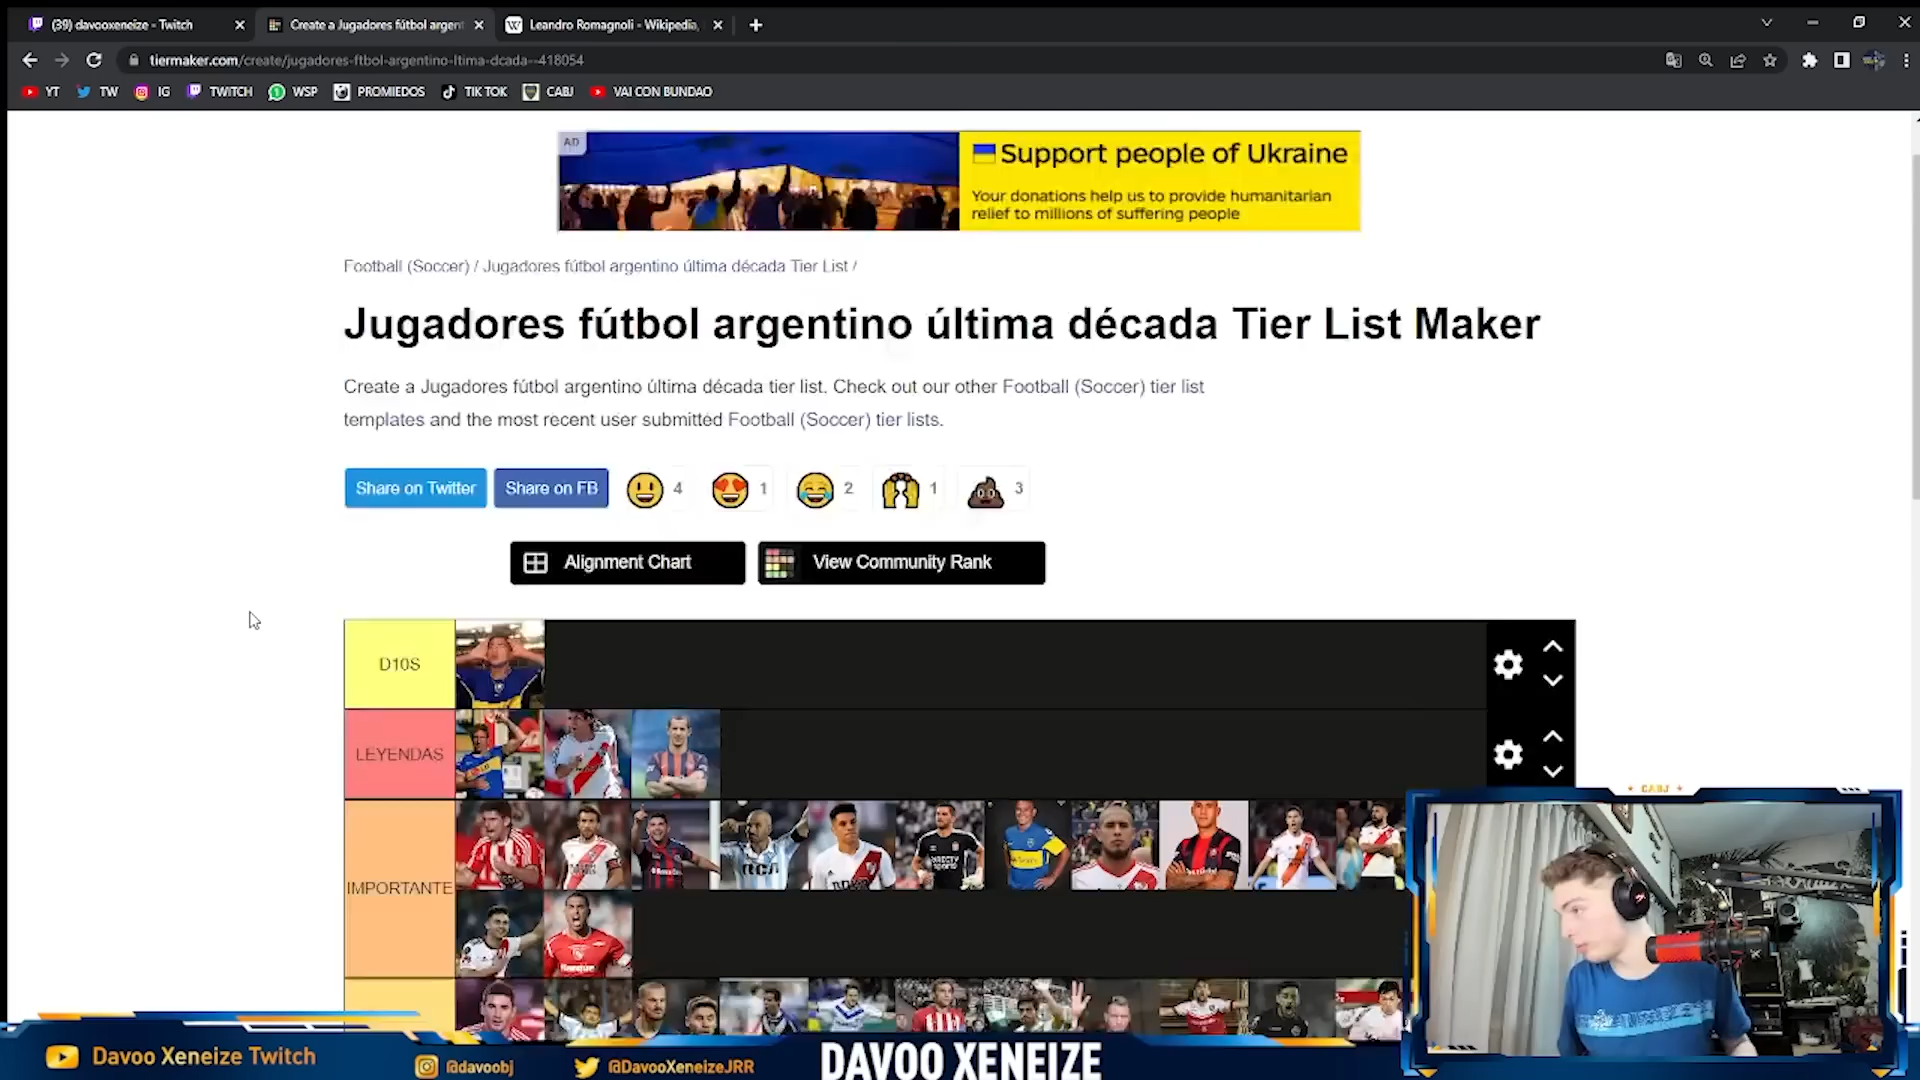 (39) davooxeneize - Twitch
Create a Jugadores fútbol argent
Leandro Romagnoli - Wikipedia,
tiermaker.com/create/jugadores-ftbol-argentino-ltima-dcada--418054
YT
TW
IG
TWITCH
WSP
PROMIEDOS
TIK TOK
CABJ
VAI CON BUNDAO
AD
Support people of Ukraine
Your donations help us to provide humanitarian
relief to millions of suffering people
Football (Soccer) / Jugadores fútbol argentino última década Tier List /
Jugadores fútbol argentino última década Tier List Maker
Create a Jugadores fútbol argentino última década tier list. Check out our other Football (Soccer) tier list
templates and the most recent user submitted Football (Soccer) tier lists.
Share on Twitter
Share on FB
4
1
2
1
3
Alignment Chart
View Community Rank
D10S
LEYENDAS
CABJ
IMPORTANTE
Davoo Xeneize Twitch
@davoobj
@DavooXeneizeJRR
DAVOO XENEIZE